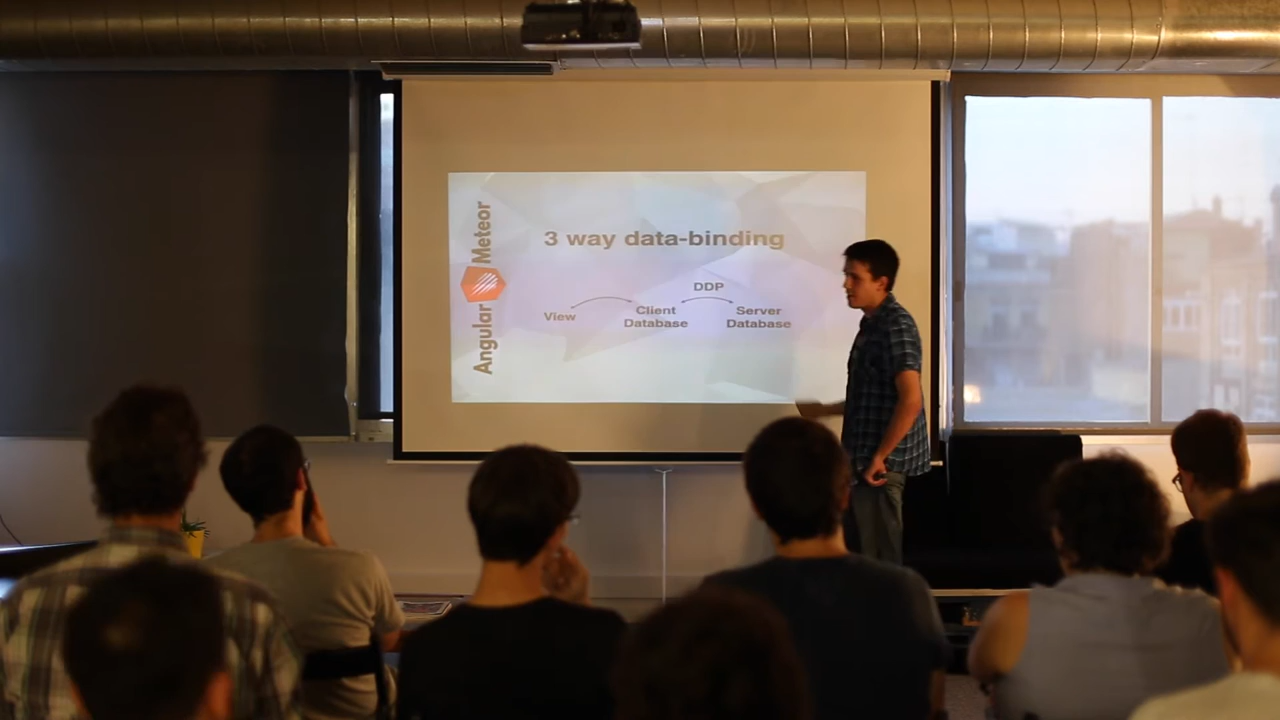 Angular Meteor
3 way data-binding
DDP
View
Client
Database
Server
Database